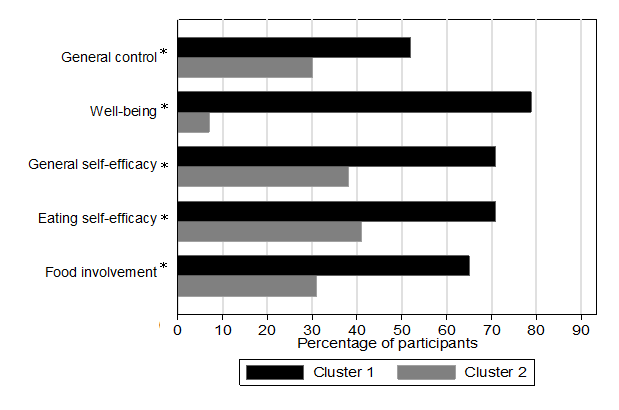 General control *
Well-being *
General self-efficacy *
Eating self-efficacy *
Food involvement *
0 10 20 30 40 50 60 70 80 90
Percentage of participants
Cluster 1 Cluster 2